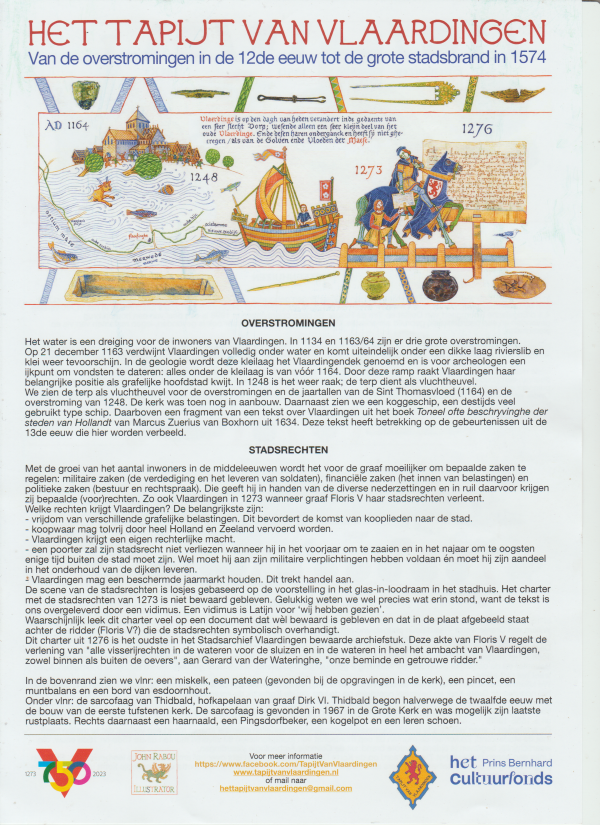 HET TAPIJT VAN VLAARDINGEN
Van de overstromingen in de 12de eeuw tot de grote stadsbrand in 1574
AD 1164
Vlaerdinge is op den dagh van heden verandert inde gedaente van
een seer slecht Dorp; wesende alleen een seer kleijn deel van het
oude Vlaerdinge. Ende desen haren ondergangk en heeft sij niet ghe-
cregen/als van de Golven ende Vloeden der Maese.
1248
1273
1276
merwede
OVERSTROMINGEN
Het water is een dreiging voor de inwoners van Vlaardingen. In 1134 en 1163/64 zijn er drie grote overstromingen.
Op 21 december 1163 verdwijnt Vlaardingen volledig onder water en komt uiteindelijk onder een dikke laag rivierslib en
klei weer tevoorschijn. In de geologie wordt deze kleilaag het Vlaardingendek genoemd en is voor archeologen een
ijkpunt om vondsten te dateren: alles onder de kleilaag is van vóór 1164. Door deze ramp raakt Vlaardingen haar
belangrijke positie als grafelijke hoofdstad kwijt. In 1248 is het weer raak; de terp dient als vluchtheuvel.
We zien de terp als vluchtheuvel voor de overstromingen en de jaartallen van de Sint Thomasvloed (1164) en de
overstroming van 1248. De kerk was toen nog in aanbouw. Daarnaast zien we een koggeschip, een destijds veel
gebruikt type schip. Daarboven een fragment van een tekst over Vlaardingen uit het boek Toneel ofte beschryvinghe der
steden van Hollandt van Marcus Zuerius van Boxhorn uit 1634. Deze tekst heeft betrekking op de gebeurtenissen uit de
13de eeuw die hier worden verbeeld.
STADSRECHTEN
Met de groei van het aantal inwoners in de middeleeuwen wordt het voor de graaf moeilijker om bepaalde zaken te
regelen: militaire zaken (de verdediging en het leveren van soldaten), financiële zaken (het innen van belastingen) en
politieke zaken (bestuur en rechtspraak). Die geeft hij in handen van de diverse nederzettingen en in ruil daarvoor krijgen
zij bepaalde (voor)rechten. Zo ook Vlaardingen in 1273 wanneer graaf Floris V haar stadsrechten verleent.
Welke rechten krijgt Vlaardingen? De belangrijkste zijn:
- vrijdom van verschillende grafelijke belastingen. Dit bevordert de komst van kooplieden naar de stad.
- koopwaar mag tolvrij door heel Holland en Zeeland vervoerd worden.
- Vlaardingen krijgt een eigen rechterlijke macht.
- een poorter zal zijn stadsrecht niet verliezen wanneer hij in het voorjaar om te zaaien en in het najaar om te oogsten
enige tijd buiten de stad moet zijn. Wel moet hij aan zijn militaire verplichtingen hebben voldaan én moet hij zijn aandeel
in het onderhoud van de dijken leveren.
² Vlaardingen mag een beschermde jaarmarkt houden. Dit trekt handel aan.
De scene van de stadsrechten is losjes gebaseerd op de voorstelling in het glas-in-loodraam in het stadhuis. Het charter
met de stadsrechten van 1273 is niet bewaard gebleven. Gelukkig weten we wel precies wat erin stond, want de tekst is
ons overgeleverd door een vidimus. Een vidimus is Latijn voor 'wij hebben gezien'.
Waarschijnlijk leek dit charter veel op een document dat wèl bewaard is gebleven en dat in de plaat afgebeeld staat
achter de ridder (Floris V?) die de stadsrechten symbolisch overhandigt.
Dit charter uit 1276 is het oudste in het Stadsarchief Vlaardingen bewaarde archiefstuk. Deze akte van Floris V regelt de
verlening van "alle visserijrechten in de wateren voor de sluizen en in de wateren in heel het ambacht van Vlaardingen,
zowel binnen als buiten de oevers", aan Gerard van der Wateringhe, "onze beminde en getrouwe ridder."
In de bovenrand zien we vlnr: een miskelk, een pateen (gevonden bij de opgravingen in de kerk), een pincet, een
muntbalans en een bord van esdoornhout.
Onder vlnr: de sarcofaag van Thidbald, hofkapelaan van graaf Dirk VI. Thidbald begon halverwege de twaalfde eeuw met
de bouw van de eerste tufstenen kerk. De sarcofaag is gevonden in 1967 in de Grote Kerk en was mogelijk zijn laatste
rustplaats. Rechts daarnaast een haarnaald, een Pingsdorfbeker, een kogelpot en een leren schoen.
1273 750 2023
JOHN RABOU
ILLUSTRATOR
Voor meer informatie
https://www.facebook.com/TapijtVanVlaardingen
www.tapijtvanvlaardingen.nl
of mail naar
hettapijtvanvlaardingen@gmail.com
het Prins Bernhard
cultuurfonds